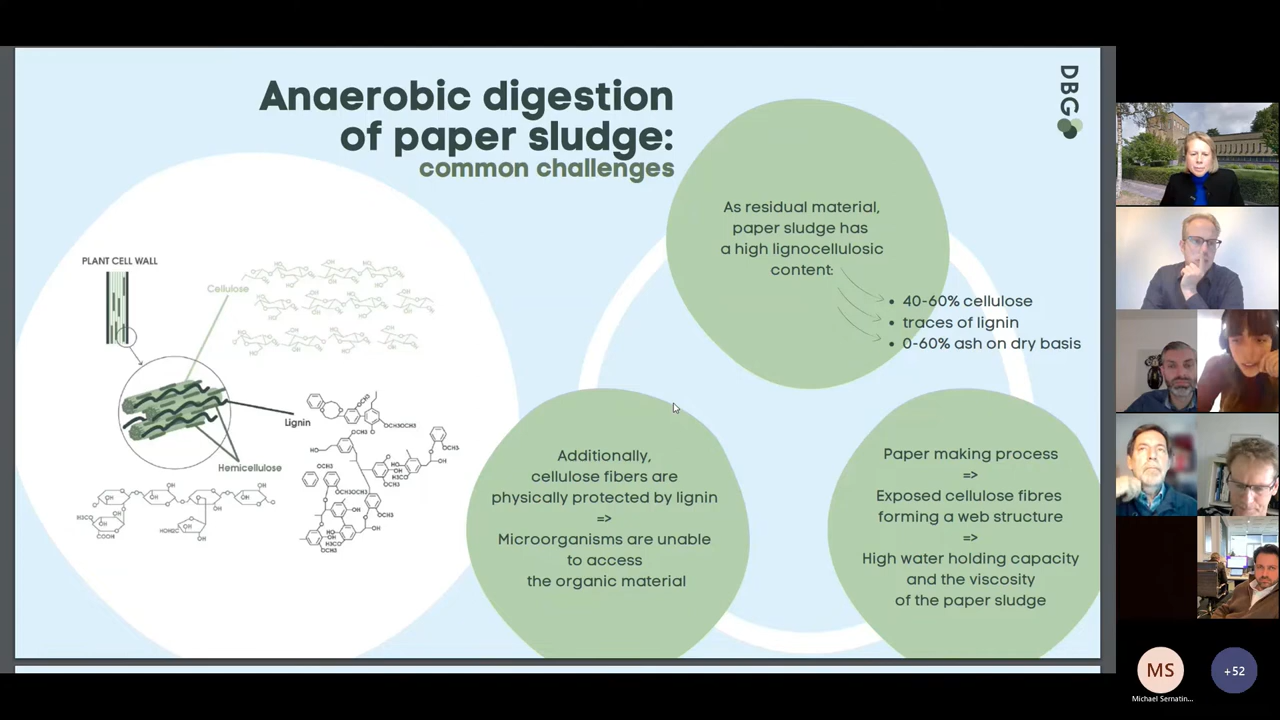 Anaerobic digestion
of paper sludge:
common challenges
DBG
As residual material,
paper sludge has
a high lignocellulosic
content:
• 40-60% cellulose
• traces of lignin
• 0-60% ash on dry basis
PLANT CELL WALL
Cellulose
Lignin
Hemicellulose
Additionally,
cellulose fibers are
physically protected by lignin
=>
Microorganisms are unable
to access
the organic material
Paper making process
=>
Exposed cellulose fibres
forming a web structure
=>
High water holding capacity
and the viscosity
of the paper sludge
MS
Michael Sernatin...
+52